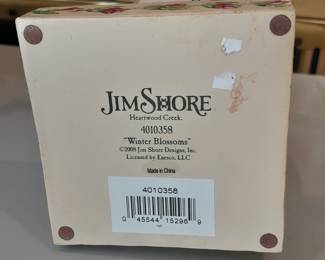 JIM SHORE
Heartwood Creek
4010358
"Winter Blossoms"
©2008 Jim Shore Designs, Inc.
Licensed by Enesco, LLC
Made in China
4010358
0 45544 15296 9